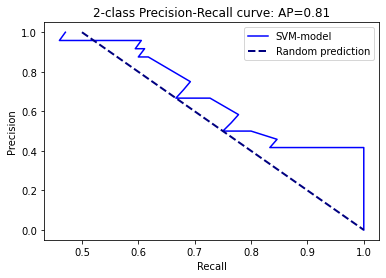 2-class Precision-Recall curve: AP=0.81
SVM-model
Random prediction
Precision
1.0
0.8
0.6
0.4
0.2
0.0
0.5
0.6
0.7
0.8
0.9
1.0
Recall